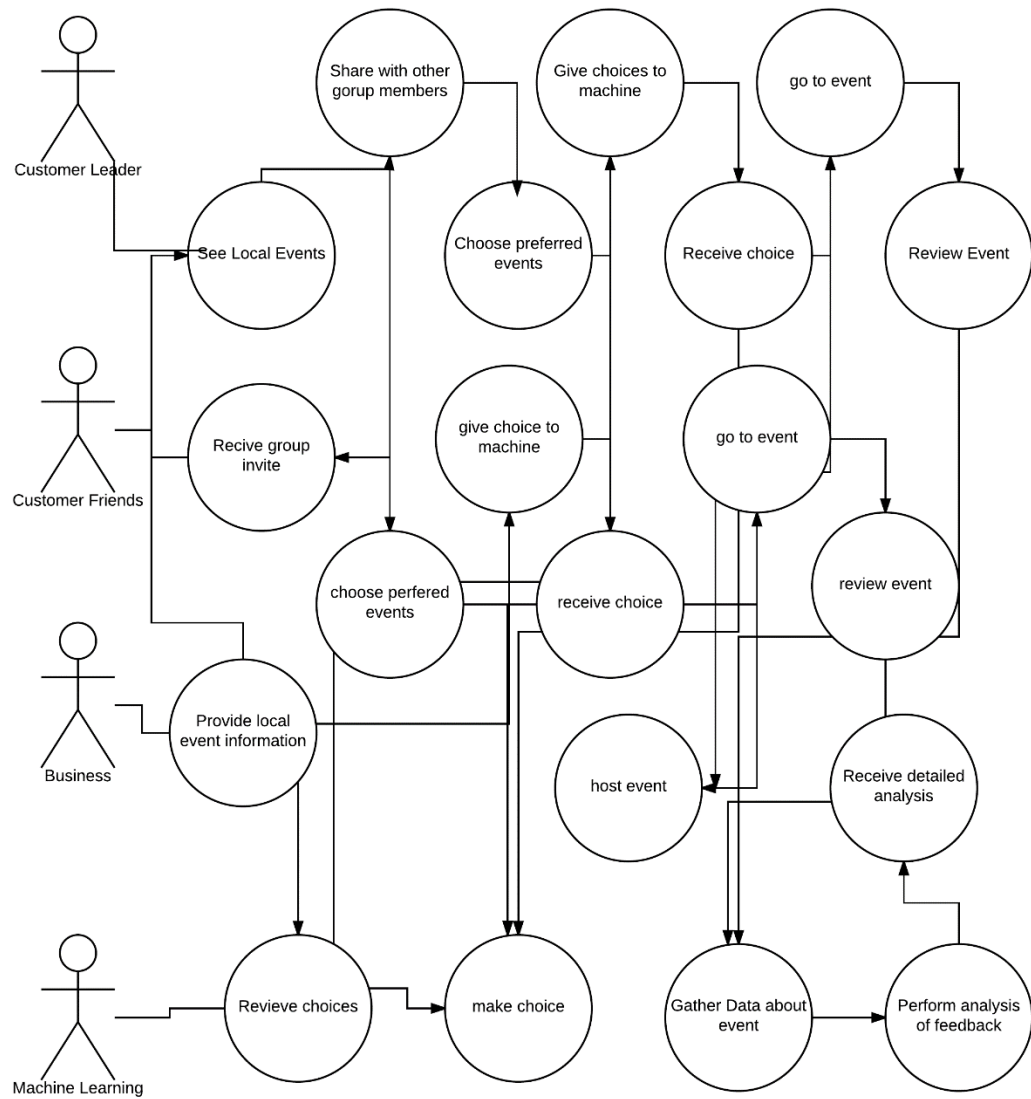 Share with other
gorup members
Give choices to
machine
go to event
Customer Leader
See Local Events
Choose preferred
events
Receive choice
Review Event
Customer Friends
Recive group
invite
give choice to
machine
go to event
choose perfered
events
receive choice
review event
Business
Provide local
event information
host event
Receive detailed
analysis
Machine Learning
Revieve choices
make choice
Gather Data about
event
Perform analysis
of feedback